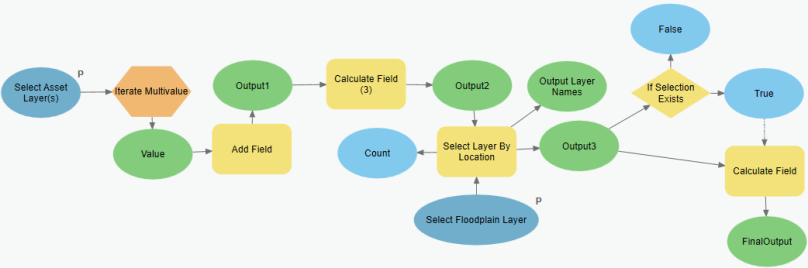 False
P
Select Asset
Layer(s)
Iterate Multivalue
Output1
Calculate Field
(3)
Output2
Output Layer
Names
If Selection
Exists
True
Value
Add Field
Count
Select Layer By
Location
Output3
Calculate Field
P
Select Floodplain Layer
FinalOutput